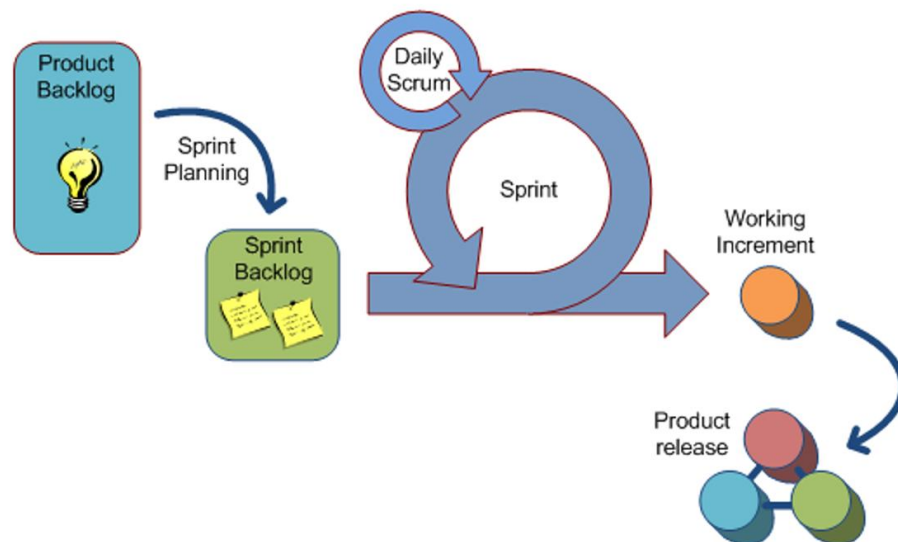 Product
Backlog
Sprint
Planning
Sprint
Backlog
Daily
Scrum
Sprint
Working
Increment
Product
release